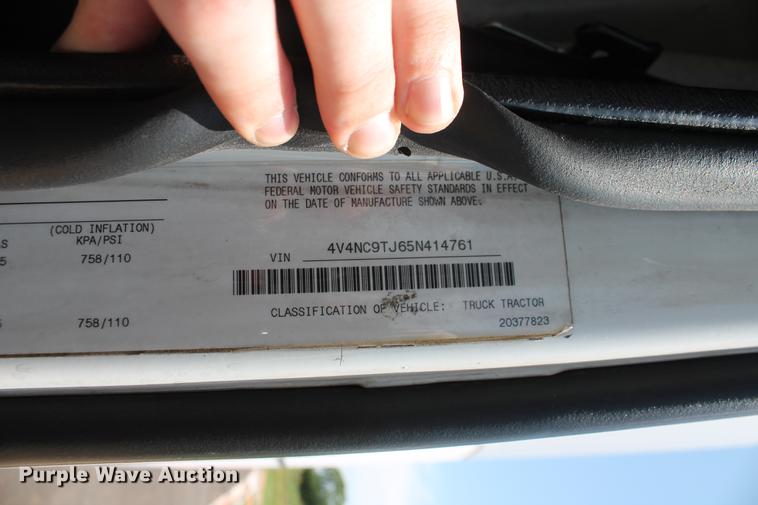 THIS VEHICLE CONFORMS TO ALL APPLICABLE U.S.A.
FEDERAL MOTOR VEHICLE SAFETY STANDARDS IN EFFECT
ON THE DATE OF MANUFACTURE SHOWN ABOVE.
(COLD INFLATION)
KPA/PSI
VIN 4V4NC9TJ65N414761
758/110
CLASSIFICATION OF VEHICLE: TRUCK TRACTOR
758/110
20377823
Purple Wave Auction